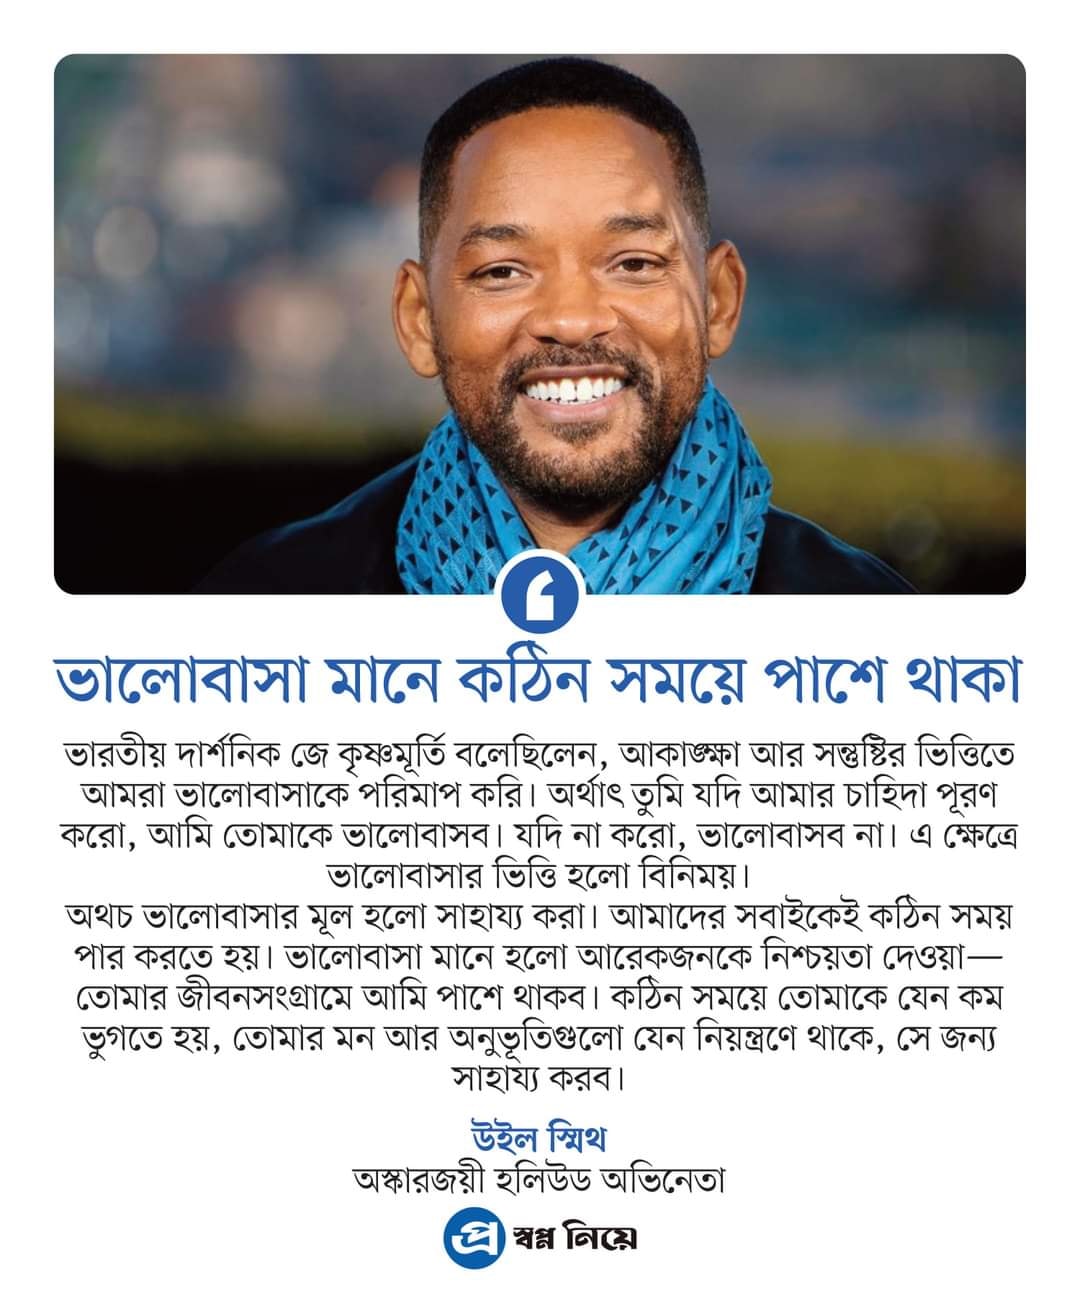 ভালোবাসা মানে কঠিন সময়ে পাশে থাকা
ভারতীয় দার্শনিক জে কৃষ্ণমূর্তি বলেছিলেন, আকাঙ্ক্ষা আর সন্তুষ্টির ভিত্তিতে
আমরা ভালোবাসাকে পরিমাপ করি। অর্থাৎ তুমি যদি আমার চাহিদা পূরণ
করো, আমি তোমাকে ভালোবাসব। যদি না করো, ভালোবাসব না। এ ক্ষেত্রে
ভালোবাসার ভিত্তি হলো বিনিময়।
অথচ ভালোবাসার মূল হলো সাহায্য করা। আমাদের সবাইকেই কঠিন সময়
পার করতে হয়। ভালোবাসা মানে হলো আরেকজনকে নিশ্চয়তা দেওয়া—
তোমার জীবনসংগ্রামে আমি পাশে থাকব। কঠিন সময়ে তোমাকে যেন কম
ভুগতে হয়, তোমার মন আর অনুভূতিগুলো যেন নিয়ন্ত্রণে থাকে, সে জন্য
সাহায্য করব।
উইল স্মিথ
অস্কারজয়ী হলিউড অভিনেতা
প্র স্বপ্ন নিয়ে